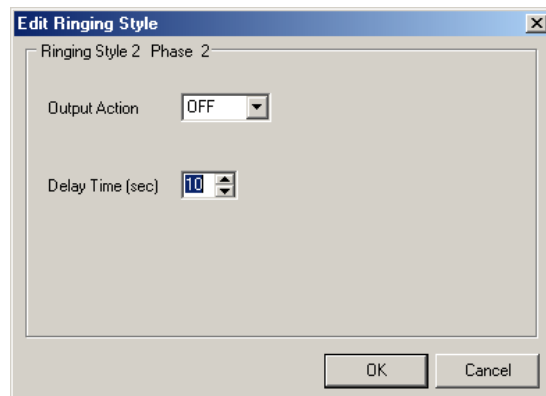 Edit Ringing Style
Ringing Style 2 Phase 2
Output Action OFF
Delay Time (sec) 10
OK Cancel